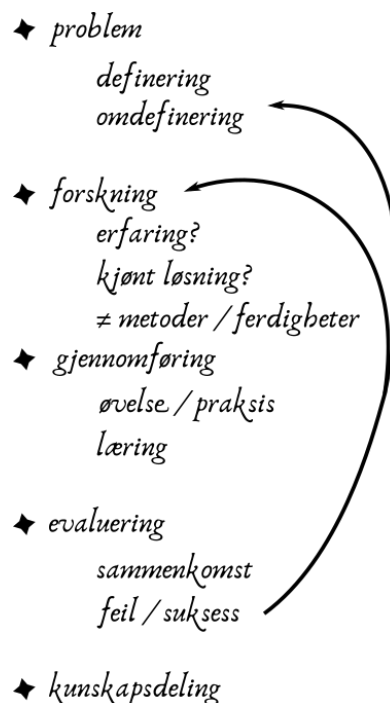 ✦ problem
definering
omdefinering
✦ forskning
erfaring?
kjønt løsning?
≠ metoder / ferdigheter
✦ gjennomføring
øvelse / praksis
læring
✦ evaluering
sammenkomst
feil / suksess
✦ kunskapsdeling